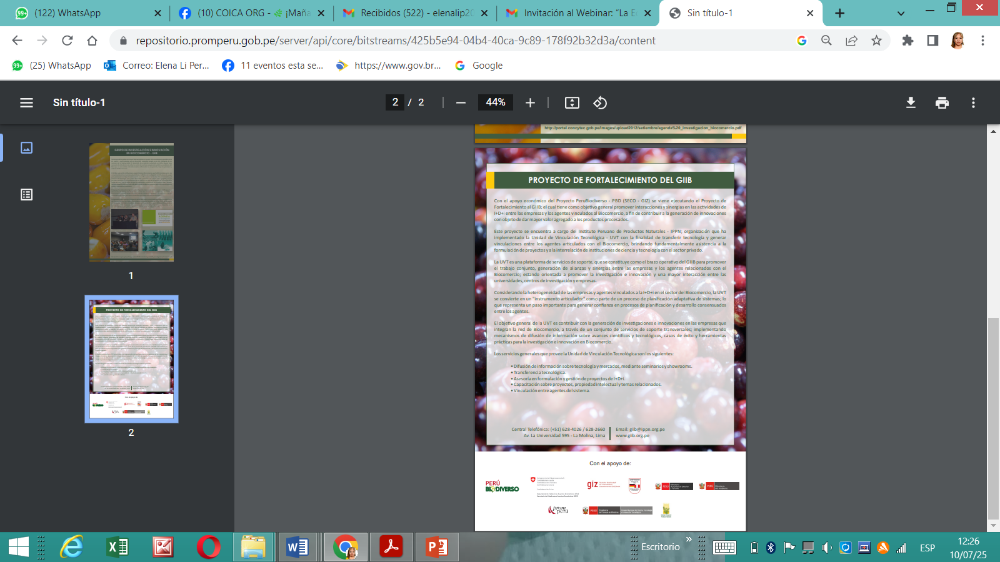 (122) WhatsApp
(10) COICA ORG - ¡Maña
Recibidos (522) - elenalip20
Invitación al Webinar: “La E
Sin título-1
repositorio.promperu.gob.pe/server/api/core/bitstreams/425b5e94-04b4-40ca-9c89-178f92b32d3a/content
(25) WhatsApp
Correo: Elena Li Per...
11 eventos esta se...
https://www.gov.br...
Google
Sin título-1
2 / 2
44%
http://portal.concytec.gob.pe/images/upload2012/setiembre/agenda%20_investigacion_biocomercio.pdf
GRUPO DE INVESTIGACIÓN E INNOVACIÓN
EN BIOCOMERCIO - GIIB
1
PROYECTO DE FORTALECIMIENTO DEL GIIB
2
PROYECTO DE FORTALECIMIENTO DEL GIIB
Con el apoyo económico del Proyecto PeruBiodiverso - PBD (SECO - GIZ) se viene ejecutando el Proyecto de
Fortalecimiento al GIIB; el cual tiene como objetivo general promover interacciones y sinergias en las actividades de
I+D+i entre las empresas y los agentes vinculados al Biocomercio, a fin de contribuir a la generación de innovaciones
con objeto de dar mayor valor agregado a los productos procesados.
Este proyecto se encuentra a cargo del Instituto Peruano de Productos Naturales - IPPN; organización que ha
implementado la Unidad de Vinculación Tecnológica - UVT con la finalidad de transferir tecnología y generar
vinculaciones entre los agentes articulados con el Biocomercio, brindando fundamentalmente asistencia a la
formulación de proyectos y a la interrelación de instituciones de ciencia y tecnología con el sector privado.
La UVT es una plataforma de servicios de soporte, que se constituye como el brazo operativo del GIIB para promover
el trabajo conjunto, generación de alianzas y sinergias entre las empresas y los agentes relacionados con el
Biocomercio; estando orientada a promover la investigación e innovación y una mayor interacción entre las
universidades, centros de investigación y empresas.
Considerando la heterogeneidad de las empresas y agentes vinculados a la I+D+i en el sector del Biocomercio, la UVT
se convierte en un "instrumento articulador" como parte de un proceso de planificación adaptativa de sistemas; lo
que representa un paso importante para generar confianza en procesos de planificación y desarrollo consensuados
entre los agentes.
El objetivo general de la UVT es contribuir con la generación de investigaciones e innovaciones en las empresas que
integran la red de Biocomercio, a través de un conjunto de servicios de soporte transversales; implementando
mecanismos de difusión de información sobre avances científicos y tecnológicos, casos de éxito y herramientas
prácticas para la investigación e innovación en Biocomercio.
Los servicios generales que provee la Unidad de Vinculación Tecnológica son los siguientes:
• Difusión de información sobre tecnología y mercados, mediante seminarios y showrooms.
• Transferencia tecnológica.
• Asesoría en formulación y gestión de proyectos de I+D+i.
• Capacitación sobre proyectos, propiedad intelectual y temas relacionados.
• Vinculación entre agentes del sistema.
Central Telefónica: (+51) 628-4026 / 628-2660
Av. La Universidad 595 - La Molina, Lima
Email: giib@ippn.org.pe
www.giib.org.pe
Con el apoyo de:
PERÚ
BIODIVERSO
giz
PERÚ
PERÚ
prom
perú
PERÚ
Escritorio
ESP
12:26
10/07/25